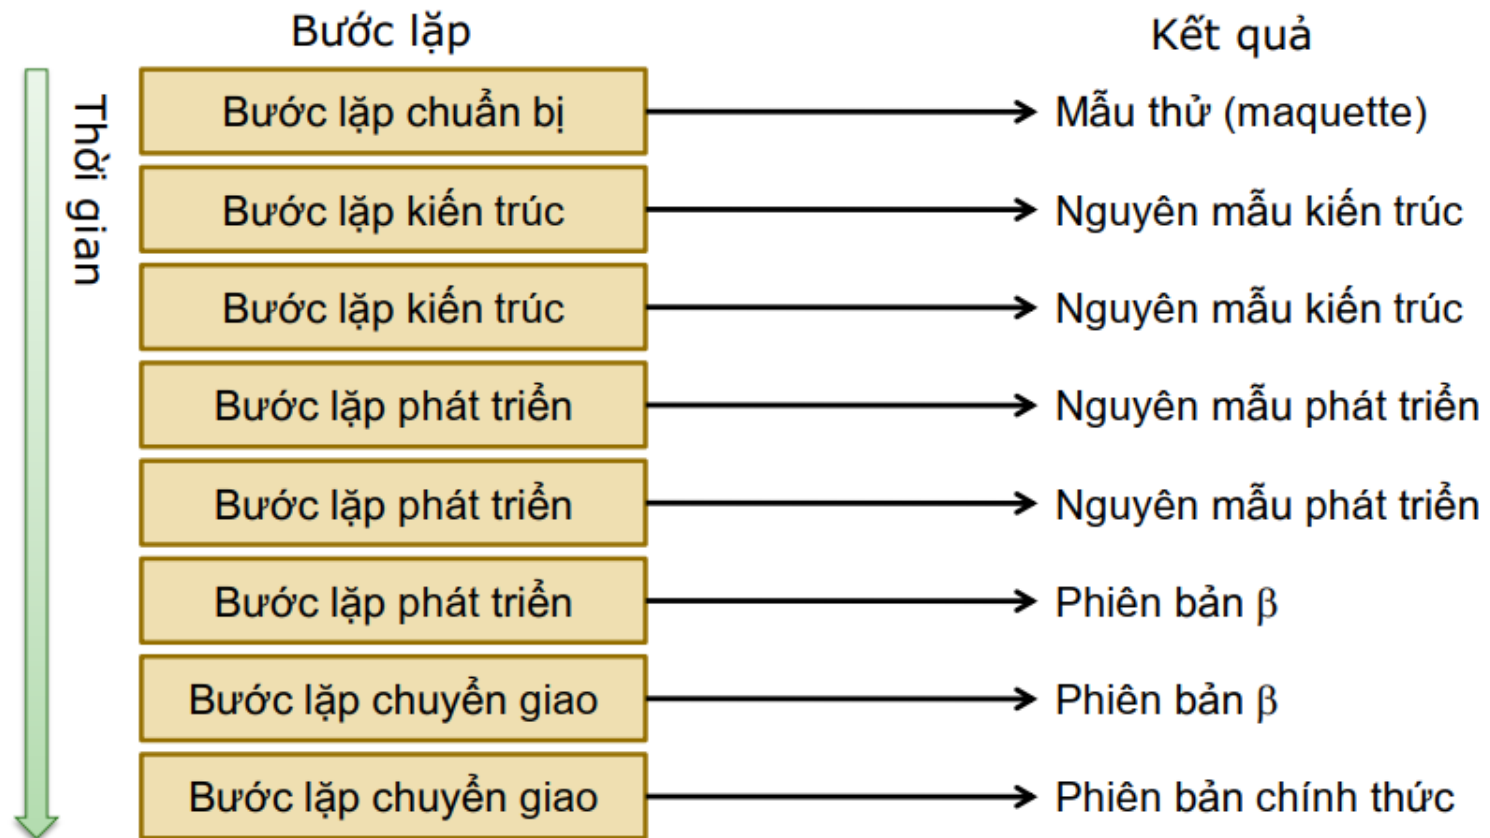 Bước lặp
Kết quả
Thời gian
Bước lặp chuẩn bị
Mẫu thử (maquette)
Bước lặp kiến trúc
Nguyên mẫu kiến trúc
Bước lặp kiến trúc
Nguyên mẫu kiến trúc
Bước lặp phát triển
Nguyên mẫu phát triển
Bước lặp phát triển
Nguyên mẫu phát triển
Bước lặp phát triển
Phiên bản β
Bước lặp chuyển giao
Phiên bản β
Bước lặp chuyển giao
Phiên bản chính thức